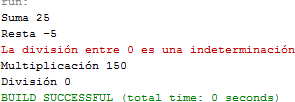 run:
Suma 25
Resta -5
La división entre 0 es una indeterminación
Multiplicación 150
División 0
BUILD SUCCESSFUL (total time: 0 seconds)